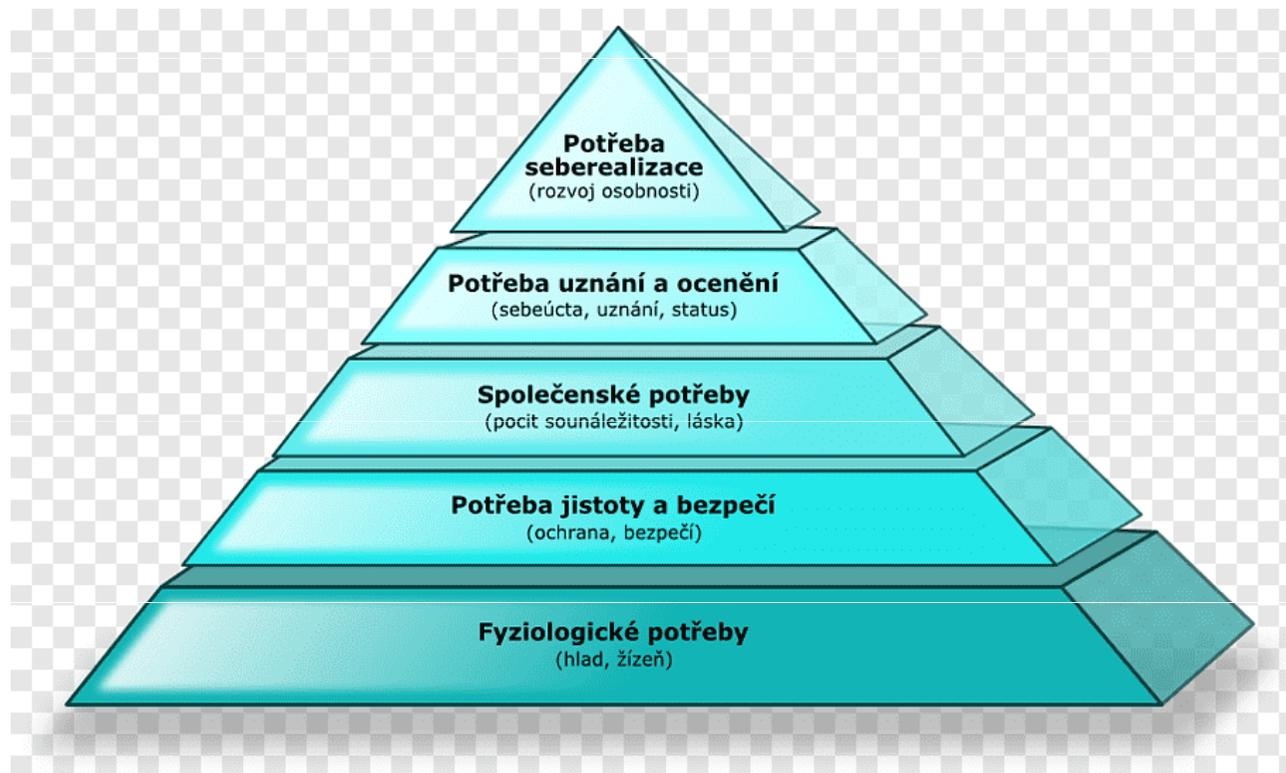 Potřeba
seberealizace
(rozvoj osobnosti)
Potřeba uznání a ocenění
(sebeúcta, uznání, status)
Společenské potřeby
(pocit sounáležitosti, láska)
Potřeba jistoty a bezpečí
(ochrana, bezpečí)
Fyziologické potřeby
(hlad, žízeň)